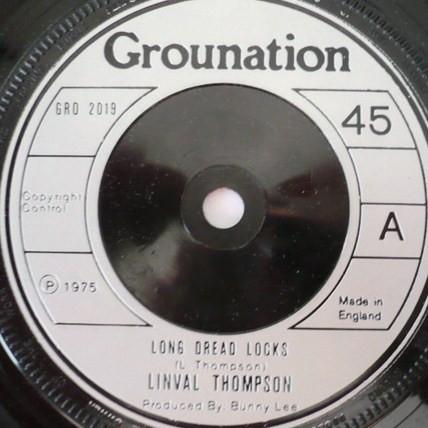 Grounation
GRO 2019
45
Copyright
Control
A
Ⓟ 1975
Made in
England
LONG DREAD LOCKS
(L Thompson)
LINVAL THOMPSON
Produced By: Bunny Lee